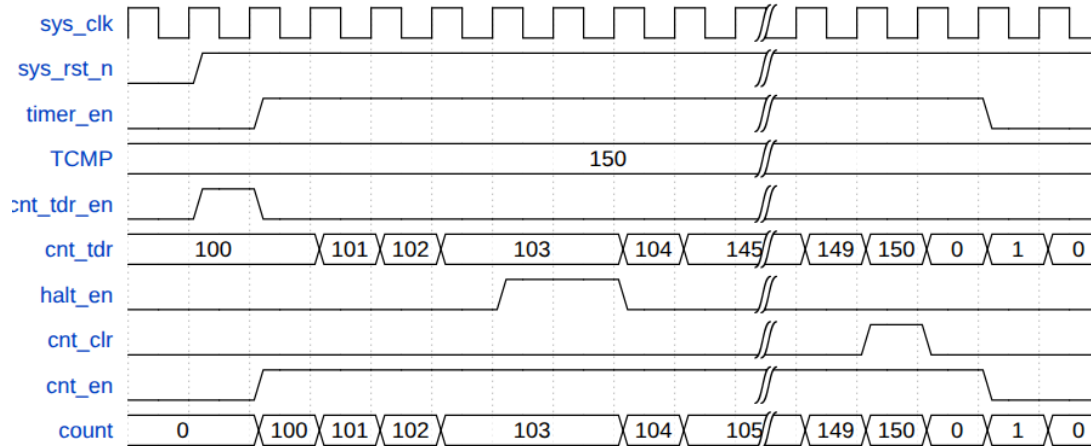 sys_clk
sys_rst_n
timer_en
TCMP 150
cnt_tdr_en
cnt_tdr 100 101 102 103 104 145 149 150 0 1 0
halt_en
cnt_clr
cnt_en
count 0 100 101 102 103 104 105 149 150 0 1 0